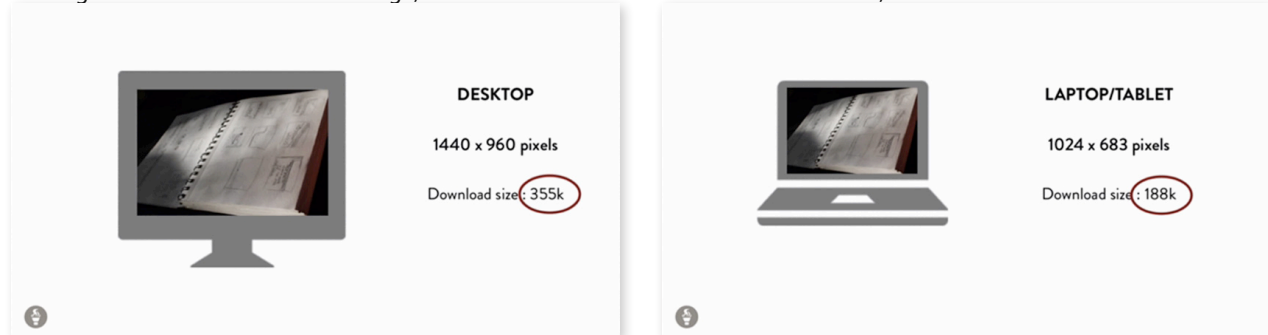 DESKTOP
1440 x 960 pixels
Download size : 355k
LAPTOP/TABLET
1024 x 683 pixels
Download size : 188k